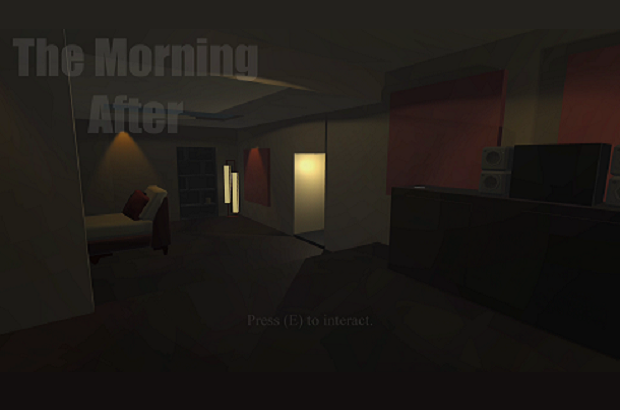 The Morning
After
Press (E) to interact.